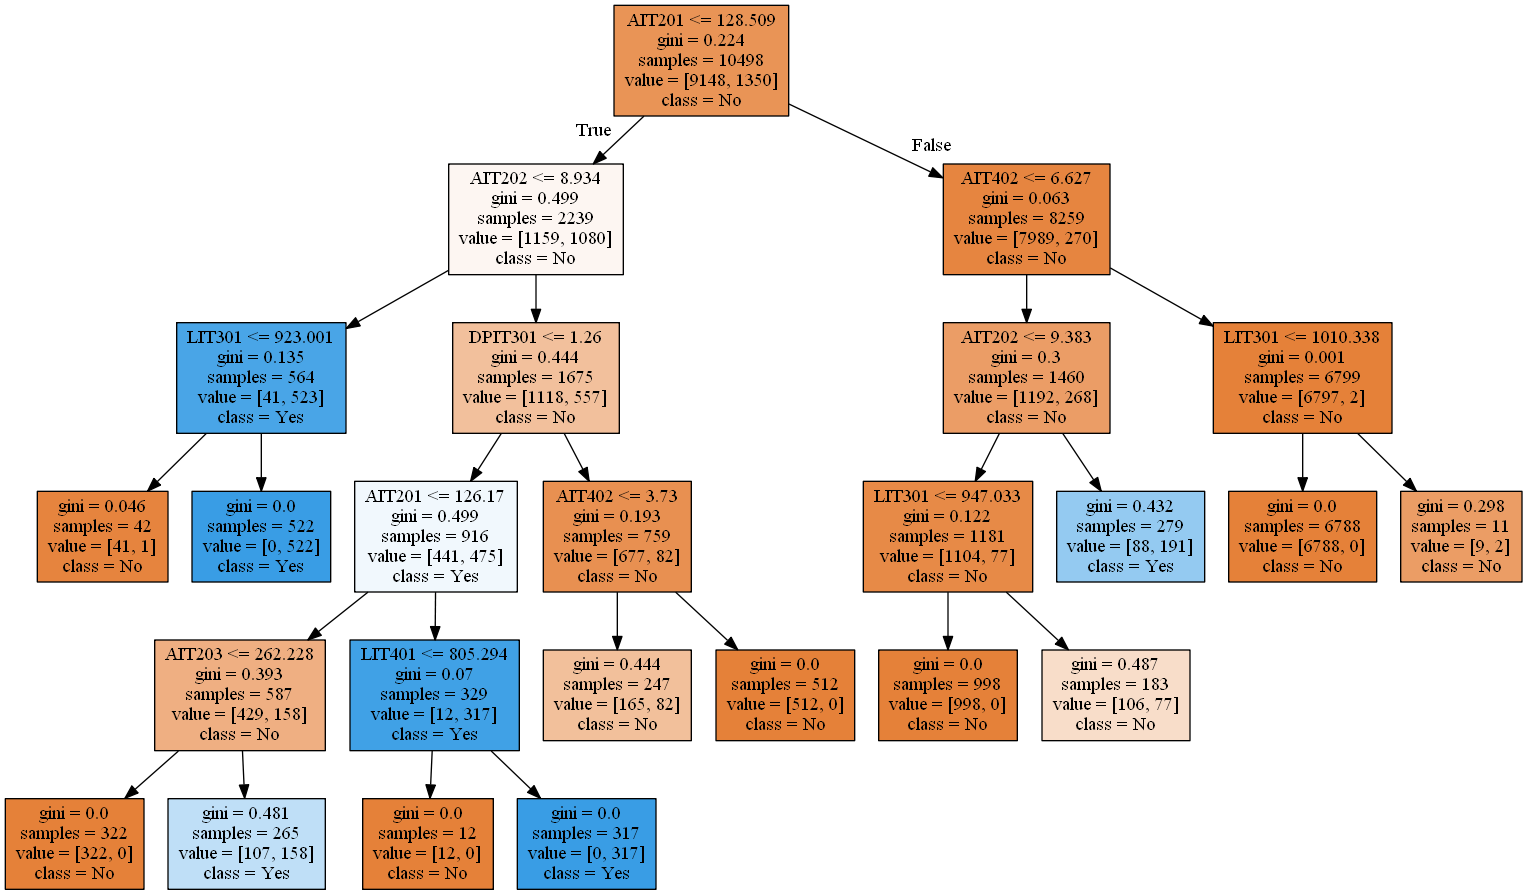 AIT201 <= 128.509
gini = 0.224
samples = 10498
value = [9148, 1350]
class = No
True
False
AIT202 <= 8.934
gini = 0.499
samples = 2239
value = [1159, 1080]
class = No
AIT402 <= 6.627
gini = 0.063
samples = 8259
value = [7989, 270]
class = No
LIT301 <= 923.001
gini = 0.135
samples = 564
value = [41, 523]
class = Yes
DPIT301 <= 1.26
gini = 0.444
samples = 1675
value = [1118, 557]
class = No
AIT202 <= 9.383
gini = 0.3
samples = 1460
value = [1192, 268]
class = No
LIT301 <= 1010.338
gini = 0.001
samples = 6799
value = [6797, 2]
class = No
gini = 0.046
samples = 42
value = [41, 1]
class = No
gini = 0.0
samples = 522
value = [0, 522]
class = Yes
AIT201 <= 126.17
gini = 0.499
samples = 916
value = [441, 475]
class = Yes
AIT402 <= 3.73
gini = 0.193
samples = 759
value = [677, 82]
class = No
LIT301 <= 947.033
gini = 0.122
samples = 1181
value = [1104, 77]
class = No
gini = 0.432
samples = 279
value = [88, 191]
class = Yes
gini = 0.0
samples = 6788
value = [6788, 0]
class = No
gini = 0.298
samples = 11
value = [9, 2]
class = No
AIT203 <= 262.228
gini = 0.393
samples = 587
value = [429, 158]
class = No
LIT401 <= 805.294
gini = 0.07
samples = 329
value = [12, 317]
class = Yes
gini = 0.444
samples = 247
value = [165, 82]
class = No
gini = 0.0
samples = 512
value = [512, 0]
class = No
gini = 0.0
samples = 998
value = [998, 0]
class = No
gini = 0.487
samples = 183
value = [106, 77]
class = No
gini = 0.0
samples = 322
value = [322, 0]
class = No
gini = 0.481
samples = 265
value = [107, 158]
class = Yes
gini = 0.0
samples = 12
value = [12, 0]
class = No
gini = 0.0
samples = 317
value = [0, 317]
class = Yes